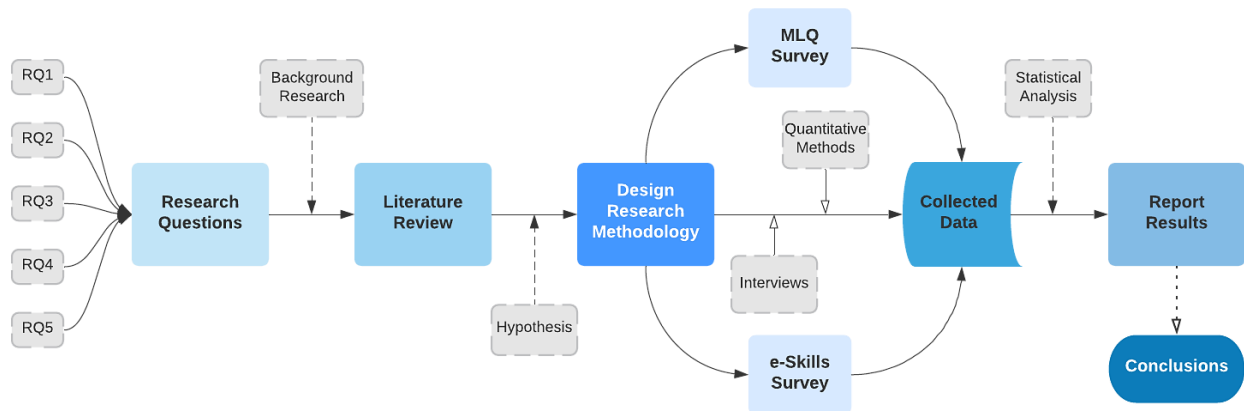 RQ1
RQ2
RQ3
RQ4
RQ5
Research
Questions
Background
Research
Literature
Review
Hypothesis
Design
Research
Methodology
MLQ
Survey
Quantitative
Methods
Interviews
e-Skills
Survey
Collected
Data
Statistical
Analysis
Report
Results
Conclusions